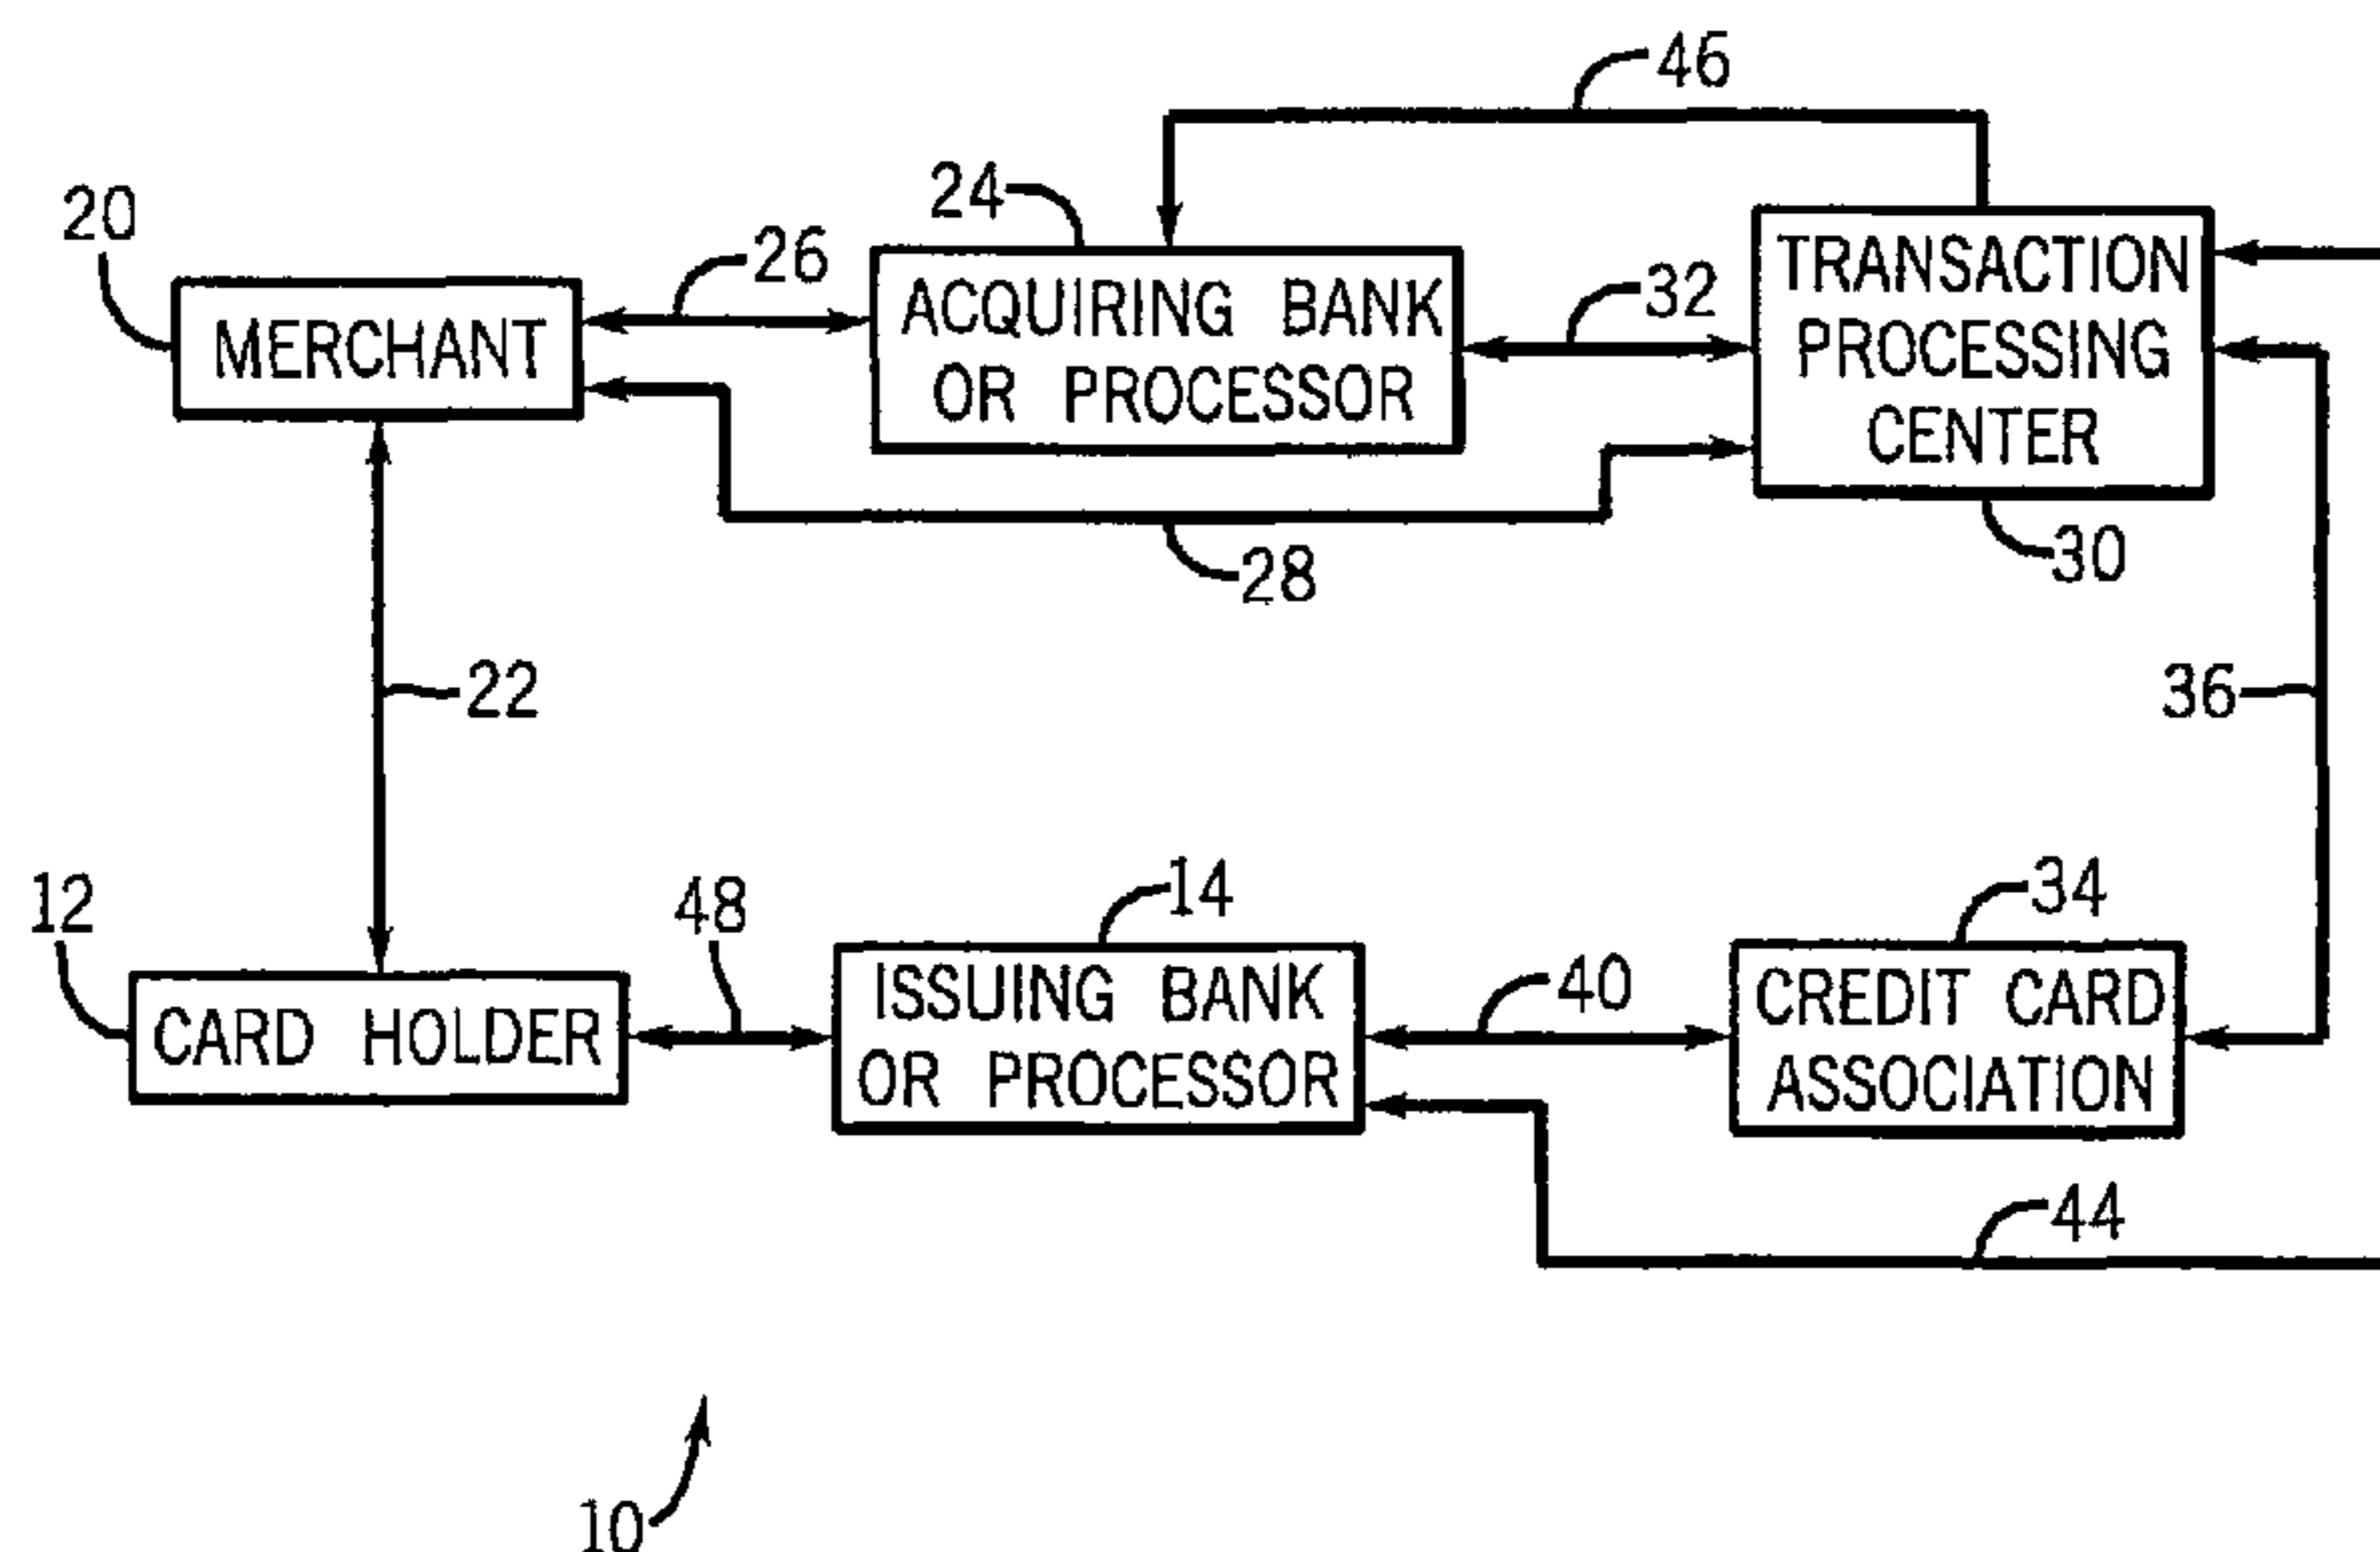 46
24
20
26
TRANSACTION
ACQUIRING BANK
32
PROCESSING
MERCHANT
OR PROCESSOR
CENTER
28
30
22
36
12
48
14
34
ISSUING BANK
40
CREDIT CARD
CARD HOLDER
OR PROCESSOR
ASSOCIATION
44
10